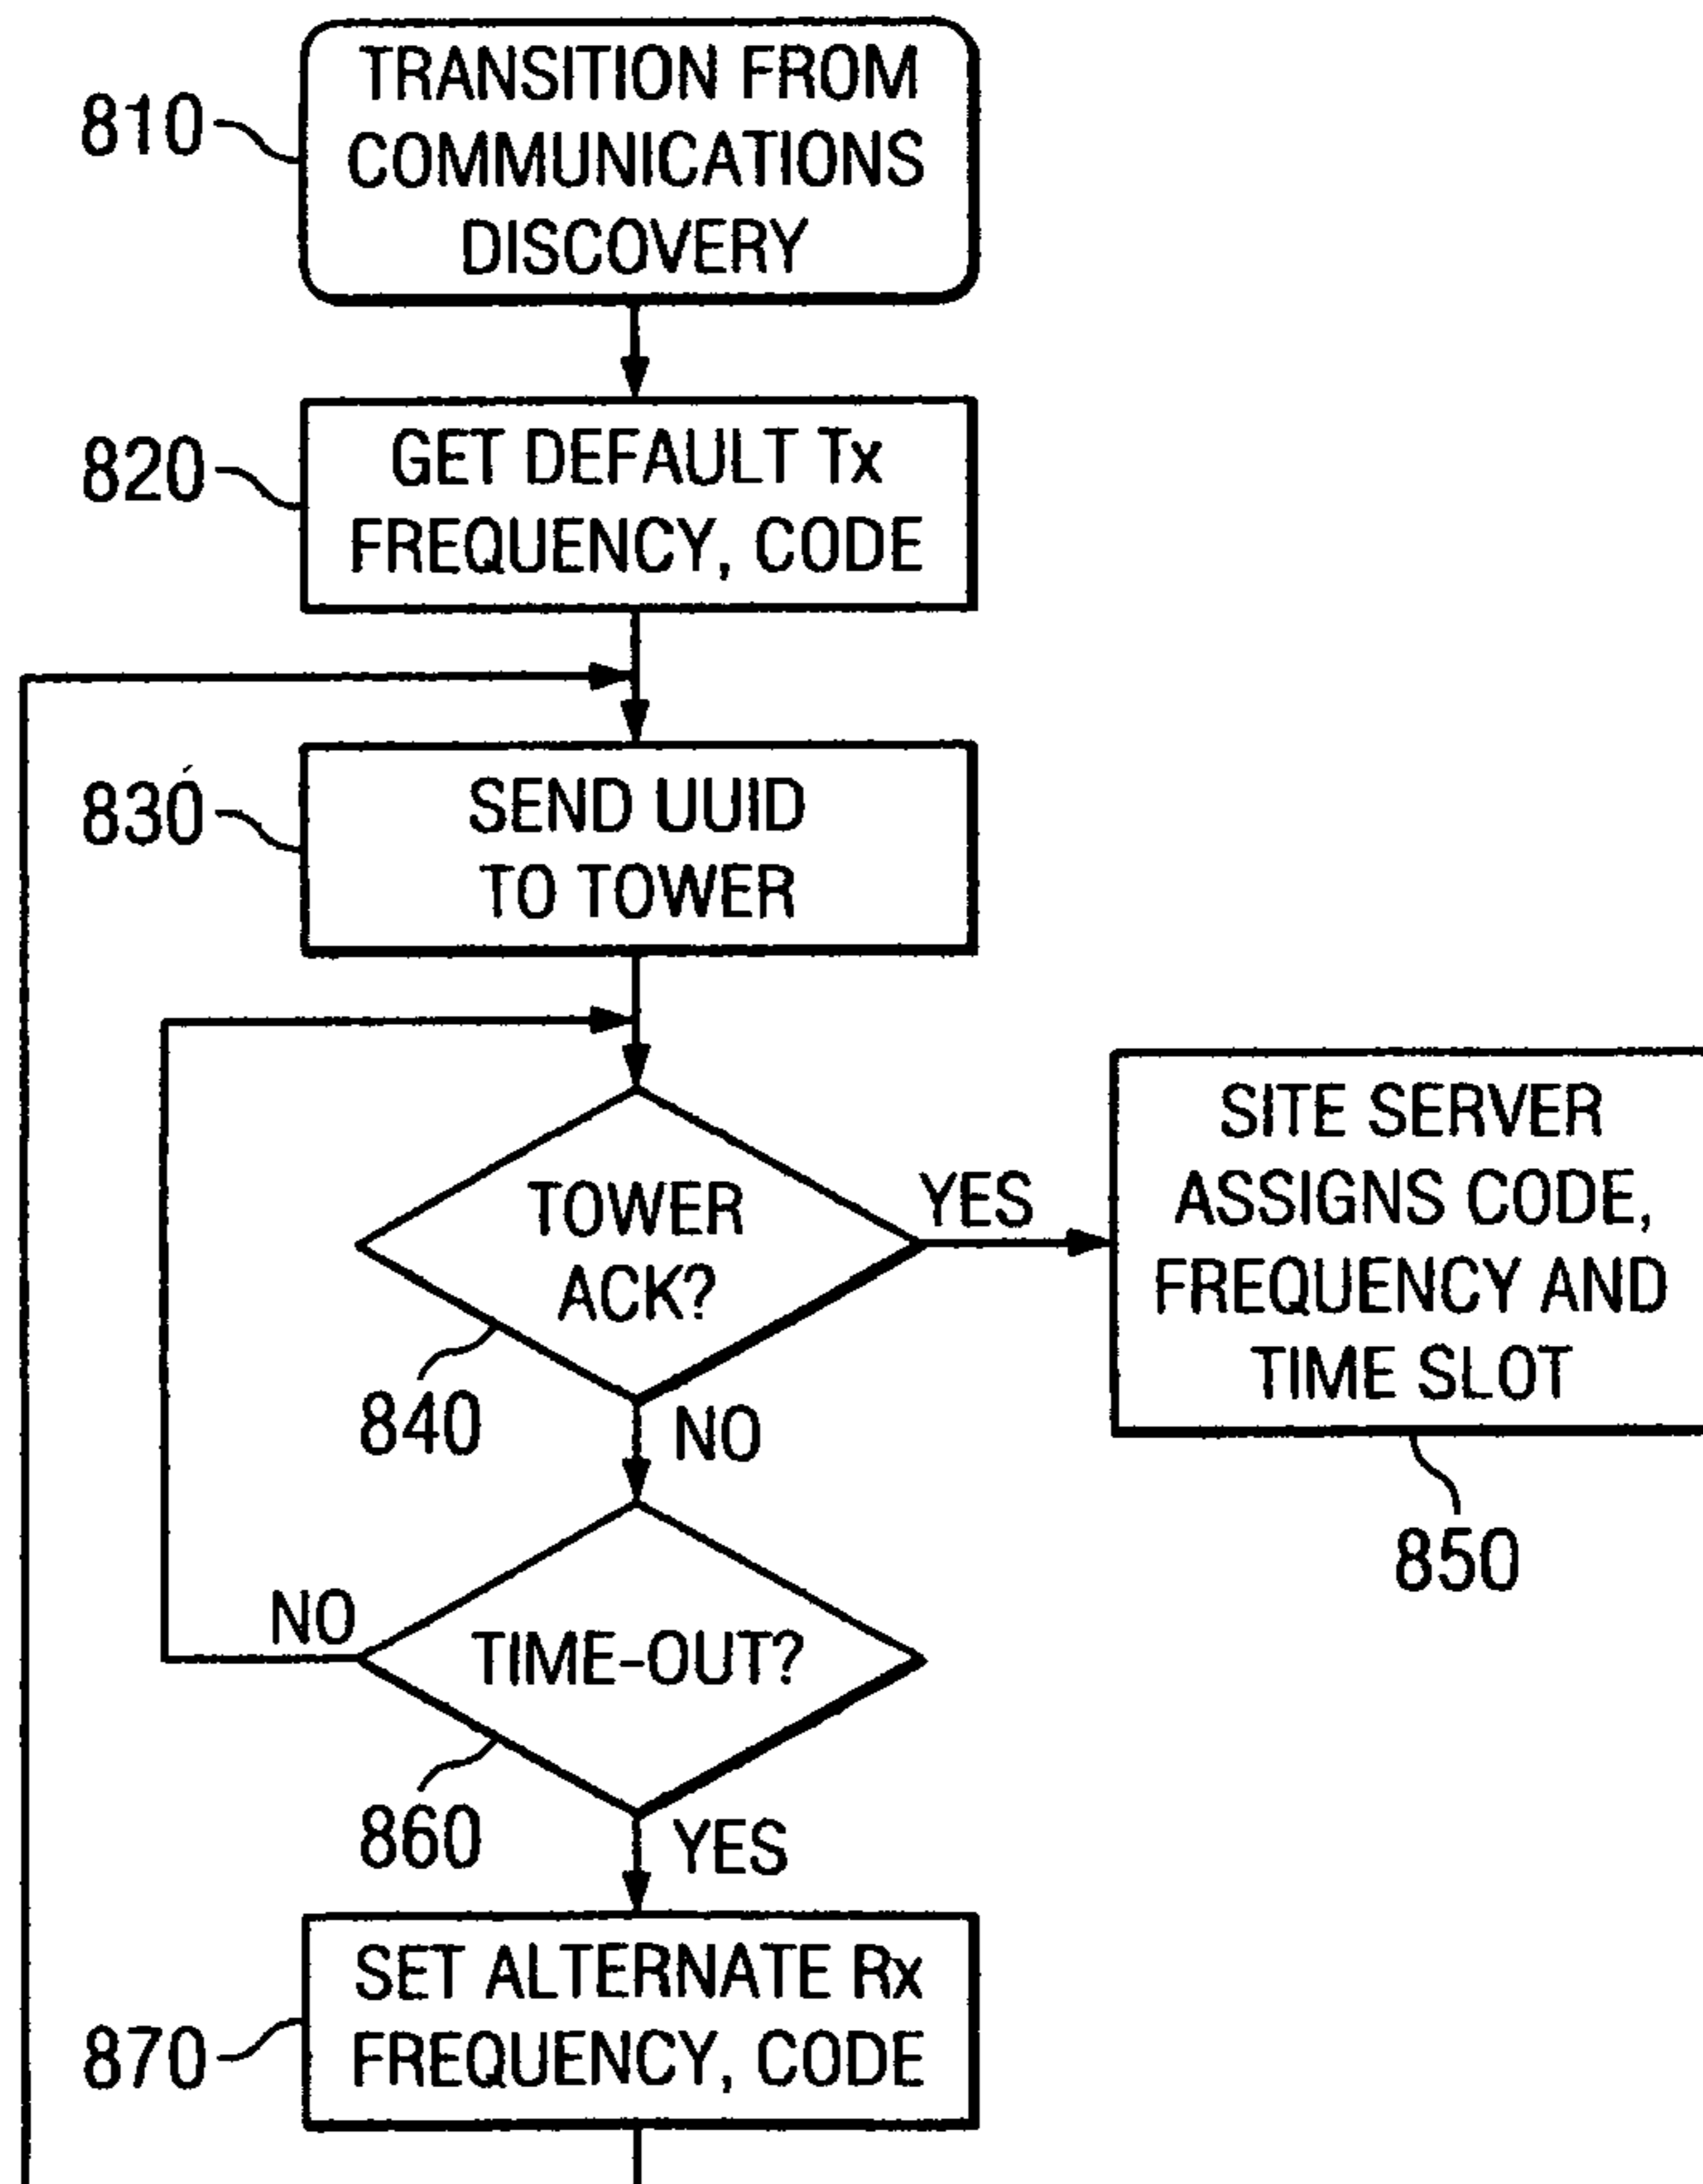 810
TRANSITION FROM
COMMUNICATIONS
DISCOVERY
820
GET DEFAULT Tx
FREQUENCY, CODE
830
SEND UUID
TO TOWER
TOWER
ACK?
840
YES
NO
SITE SERVER
ASSIGNS CODE,
FREQUENCY AND
TIME SLOT
850
NO
TIME-OUT?
860
YES
870
SET ALTERNATE Rx
FREQUENCY, CODE